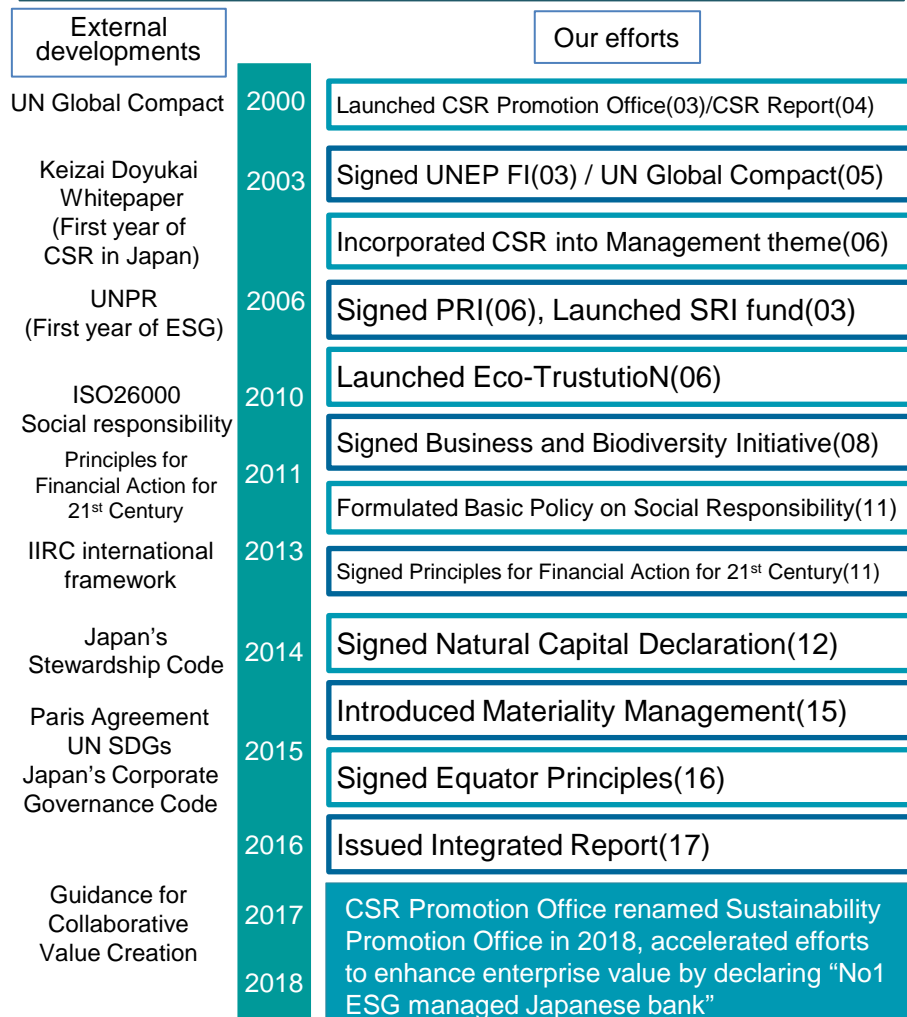 External
developments
Our efforts
UN Global Compact
2000
Launched CSR Promotion Office(03)/CSR Report(04)
Keizai Doyukai
Whitepaper
(First year of
CSR in Japan)
2003
Signed UNEP FI(03) / UN Global Compact(05)
Incorporated CSR into Management theme(06)
UNPR
(First year of ESG)
2006
Signed PRI(06), Launched SRI fund(03)
Launched Eco-TrustutioN(06)
ISO26000
Social responsibility
2010
Signed Business and Biodiversity Initiative(08)
Principles for
Financial Action for
21st Century
2011
Formulated Basic Policy on Social Responsibility(11)
IIRC international
framework
2013
Signed Principles for Financial Action for 21st Century(11)
Japan's
Stewardship Code
2014
Signed Natural Capital Declaration(12)
Introduced Materiality Management(15)
Paris Agreement
UN SDGs
Japan's Corporate
Governance Code
2015
Signed Equator Principles(16)
2016
Issued Integrated Report(17)
Guidance for
Collaborative
Value Creation
2017
2018
CSR Promotion Office renamed Sustainability
Promotion Office in 2018, accelerated efforts
to enhance enterprise value by declaring “No1
ESG managed Japanese bank”